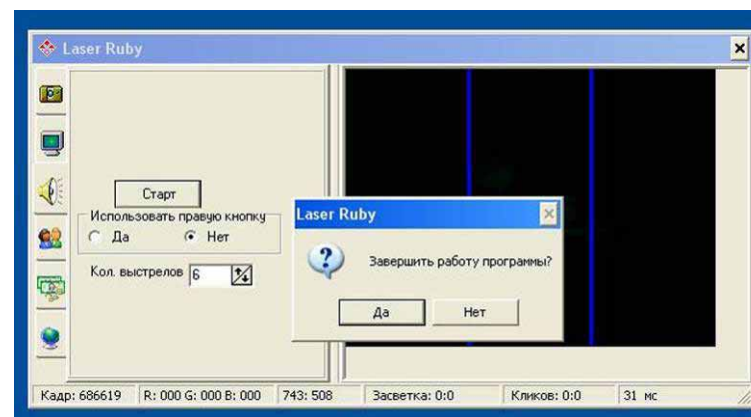 Laser Ruby
Старт
Использовать правую кнопку
Да Нет
Кол. выстрелов 6
Laser Ruby
Завершить работу программы?
Да Нет
Кадр: 686619 R: 000 G: 000 B: 000 743: 508 Засветка: 0:0 Кликов: 0:0 31 мс